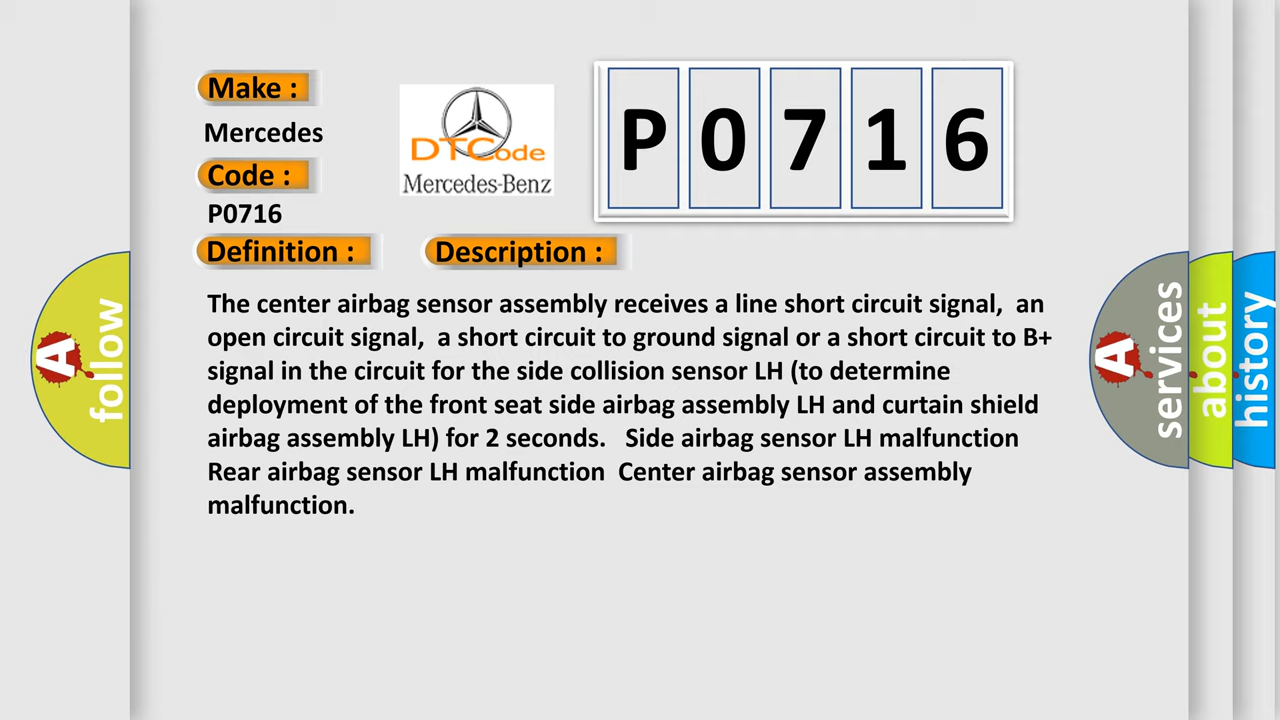 Make :
Mercedes
Code :
P0716
DTCode
Mercedes-Benz
P0716
Definition :
Description :
The center airbag sensor assembly receives a line short circuit signal,  an
open circuit signal,  a short circuit to ground signal or a short circuit to B+
signal in the circuit for the side collision sensor LH (to determine
deployment of the front seat side airbag assembly LH and curtain shield
airbag assembly LH) for 2 seconds.   Side airbag sensor LH malfunction
Rear airbag sensor LH malfunction  Center airbag sensor assembly
malfunction.
A
follow
A
services
about
history